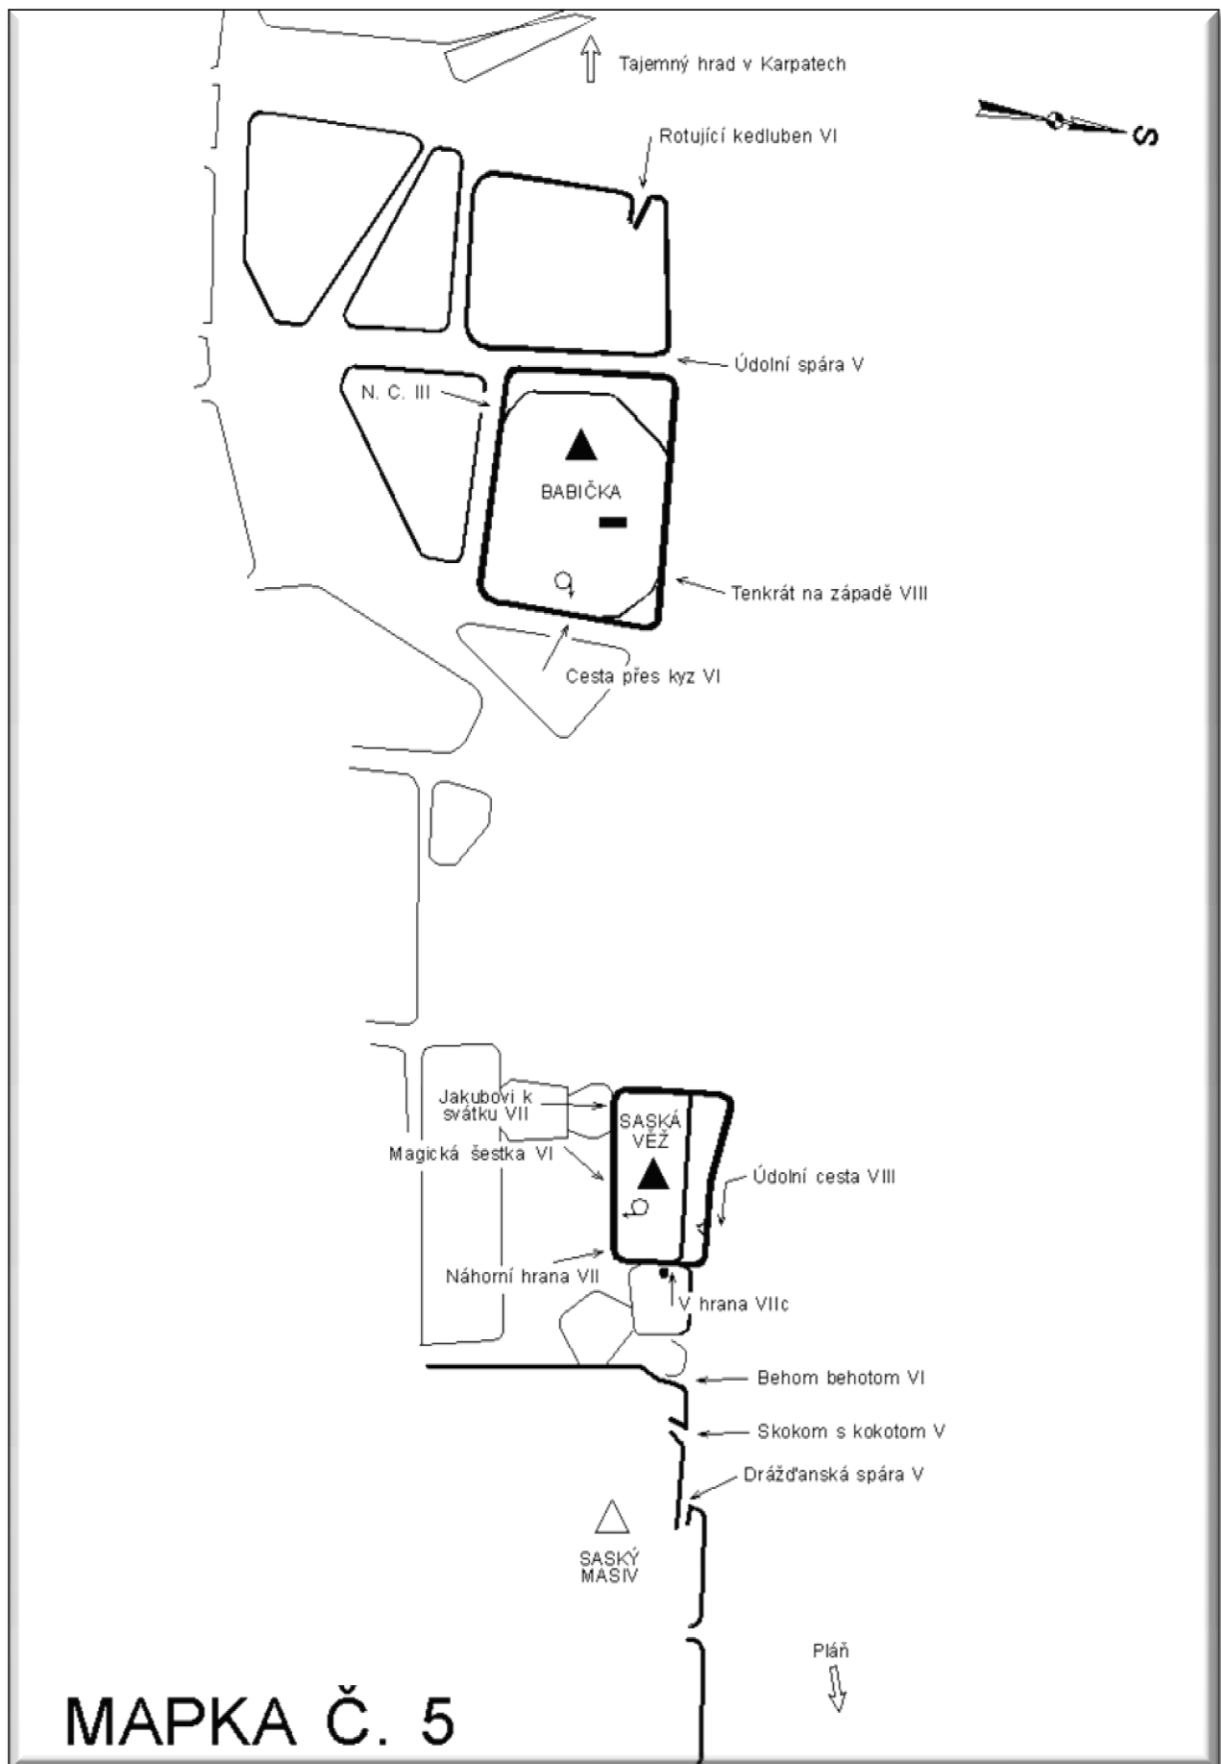 Tajemný hrad v Karpatech
Rotující kedluben VI
S
Údolní spára V
N. C. III
BABIČKA
Tenkrát na západě VIII
Cesta přes kyz VI
Jakubovi k
svátku VII
SASKÁ
VĚŽ
Magická šestka VI
Údolní cesta VIII
Náhorní hrana VII
V hrana VIIc
Behom behotom VI
Skokom s kokotom V
Drážďanská spára V
SASKÝ
MASIV
Pláň
MAPKA Č. 5